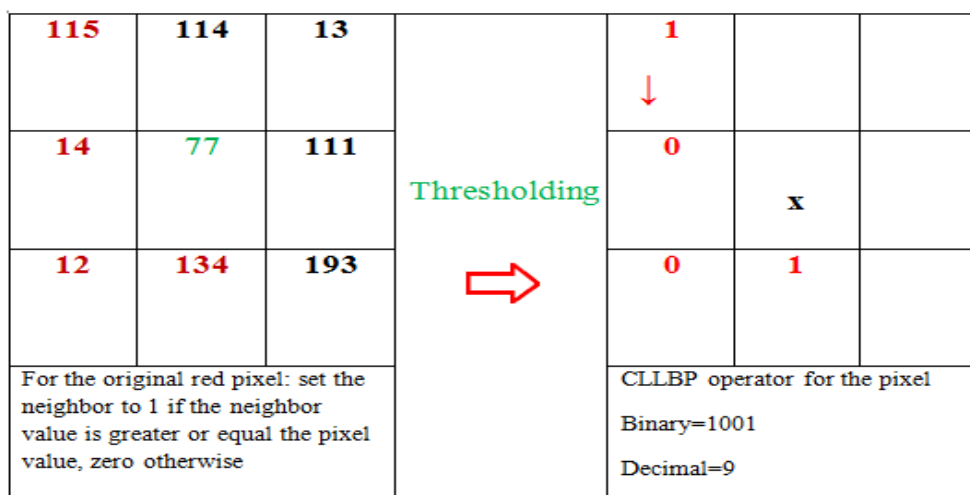 115 114 13 1
↓
14 77 111 0
Thresholding x
12 134 193 0 1
For the original red pixel: set the
neighbor to 1 if the neighbor
value is greater or equal the pixel
value, zero otherwise
CLLBP operator for the pixel
Binary=1001
Decimal=9